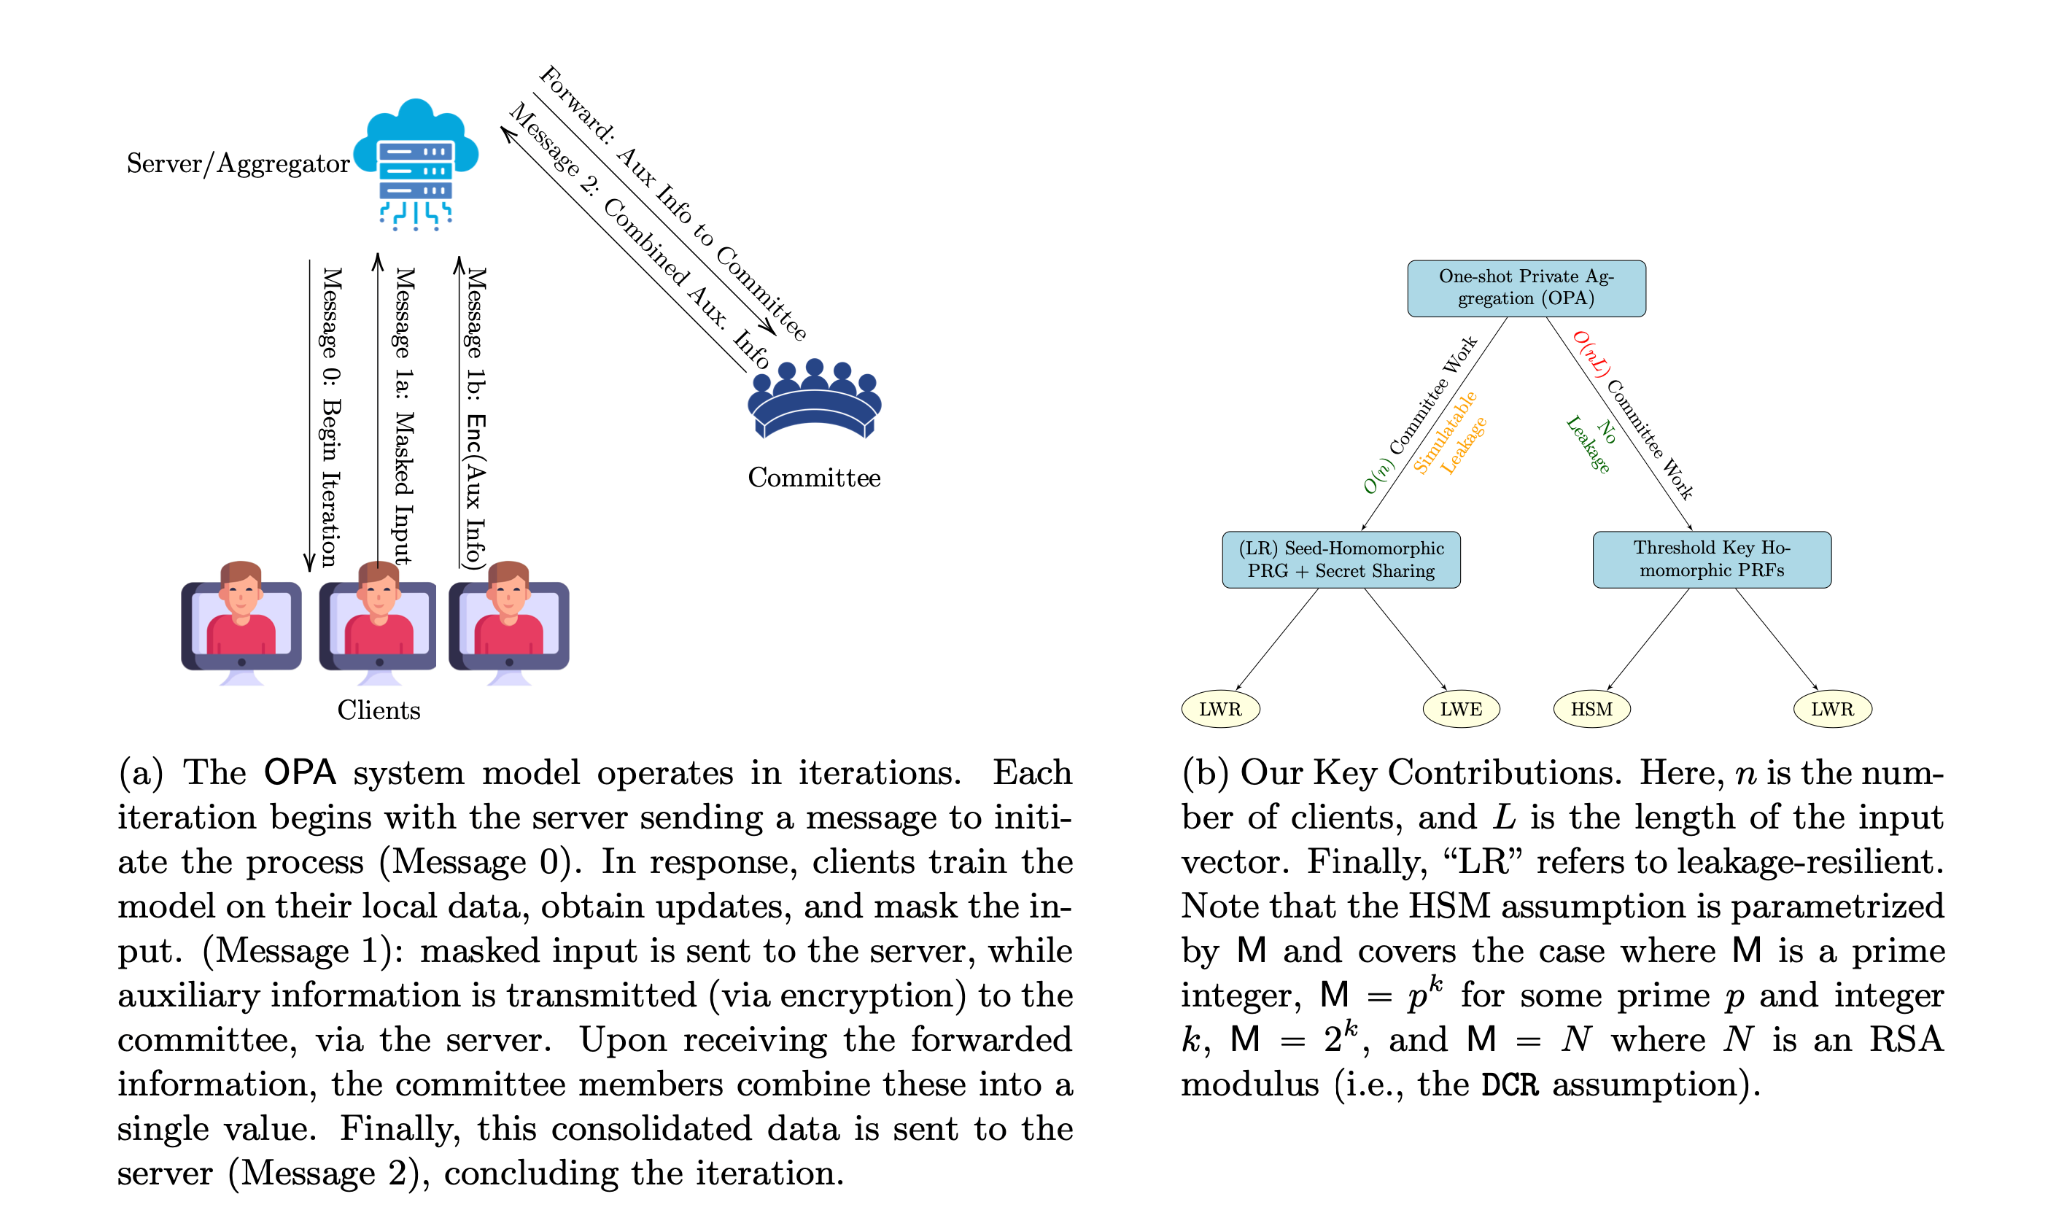 Server/Aggregator
Forward: Aux Info to Committee
Message 2: Combined Aux. Info
Message 0: Begin Iteration
Message 1a: Masked Input
Message 1b: Enc(Aux Info)
Committee
Clients
(a) The OPA system model operates in iterations. Each
iteration begins with the server sending a message to initi-
ate the process (Message 0). In response, clients train the
model on their local data, obtain updates, and mask the in-
put. (Message 1): masked input is sent to the server, while
auxiliary information is transmitted (via encryption) to the
committee, via the server. Upon receiving the forwarded
information, the committee members combine these into a
single value. Finally, this consolidated data is sent to the
server (Message 2), concluding the iteration.
One-shot Private Ag-
gregation (OPA)
O(n) Committee Work
Simulatable
Leakage
O(nL) Committee Work
No
Leakage
(LR) Seed-Homomorphic
PRG + Secret Sharing
Threshold Key Ho-
momorphic PRFs
LWR
LWE
HSM
LWR
(b) Our Key Contributions. Here, n is the num-
ber of clients, and L is the length of the input
vector. Finally, “LR” refers to leakage-resilient.
Note that the HSM assumption is parametrized
by M and covers the case where M is a prime
integer, M = p^k for some prime p and integer
k, M = 2^k, and M = N where N is an RSA
modulus (i.e., the DCR assumption).